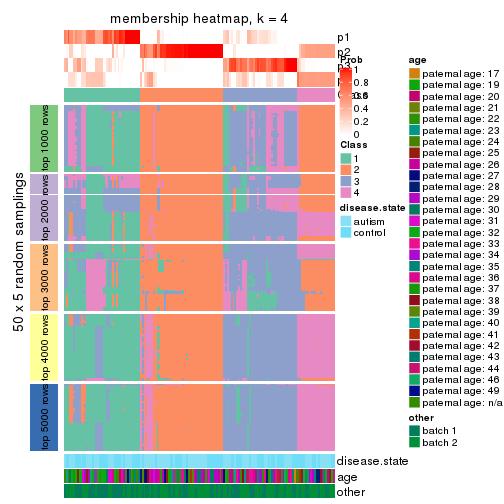 membership heatmap, k = 4
p1
p2
p3
p4
Prob
1
0.8
0.6
0.4
0.2
0
Class
1
2
3
4
disease.state
autism
control
50 x 5 random samplings
top 1000 rows
top 2000 rows
top 3000 rows
top 4000 rows
top 5000 rows
disease.state
age
other
age
paternal age: 17
paternal age: 19
paternal age: 20
paternal age: 21
paternal age: 22
paternal age: 23
paternal age: 24
paternal age: 25
paternal age: 26
paternal age: 27
paternal age: 28
paternal age: 29
paternal age: 30
paternal age: 31
paternal age: 32
paternal age: 33
paternal age: 34
paternal age: 35
paternal age: 36
paternal age: 37
paternal age: 38
paternal age: 39
paternal age: 40
paternal age: 41
paternal age: 42
paternal age: 43
paternal age: 44
paternal age: 46
paternal age: 49
paternal age: n/a
other
batch 1
batch 2